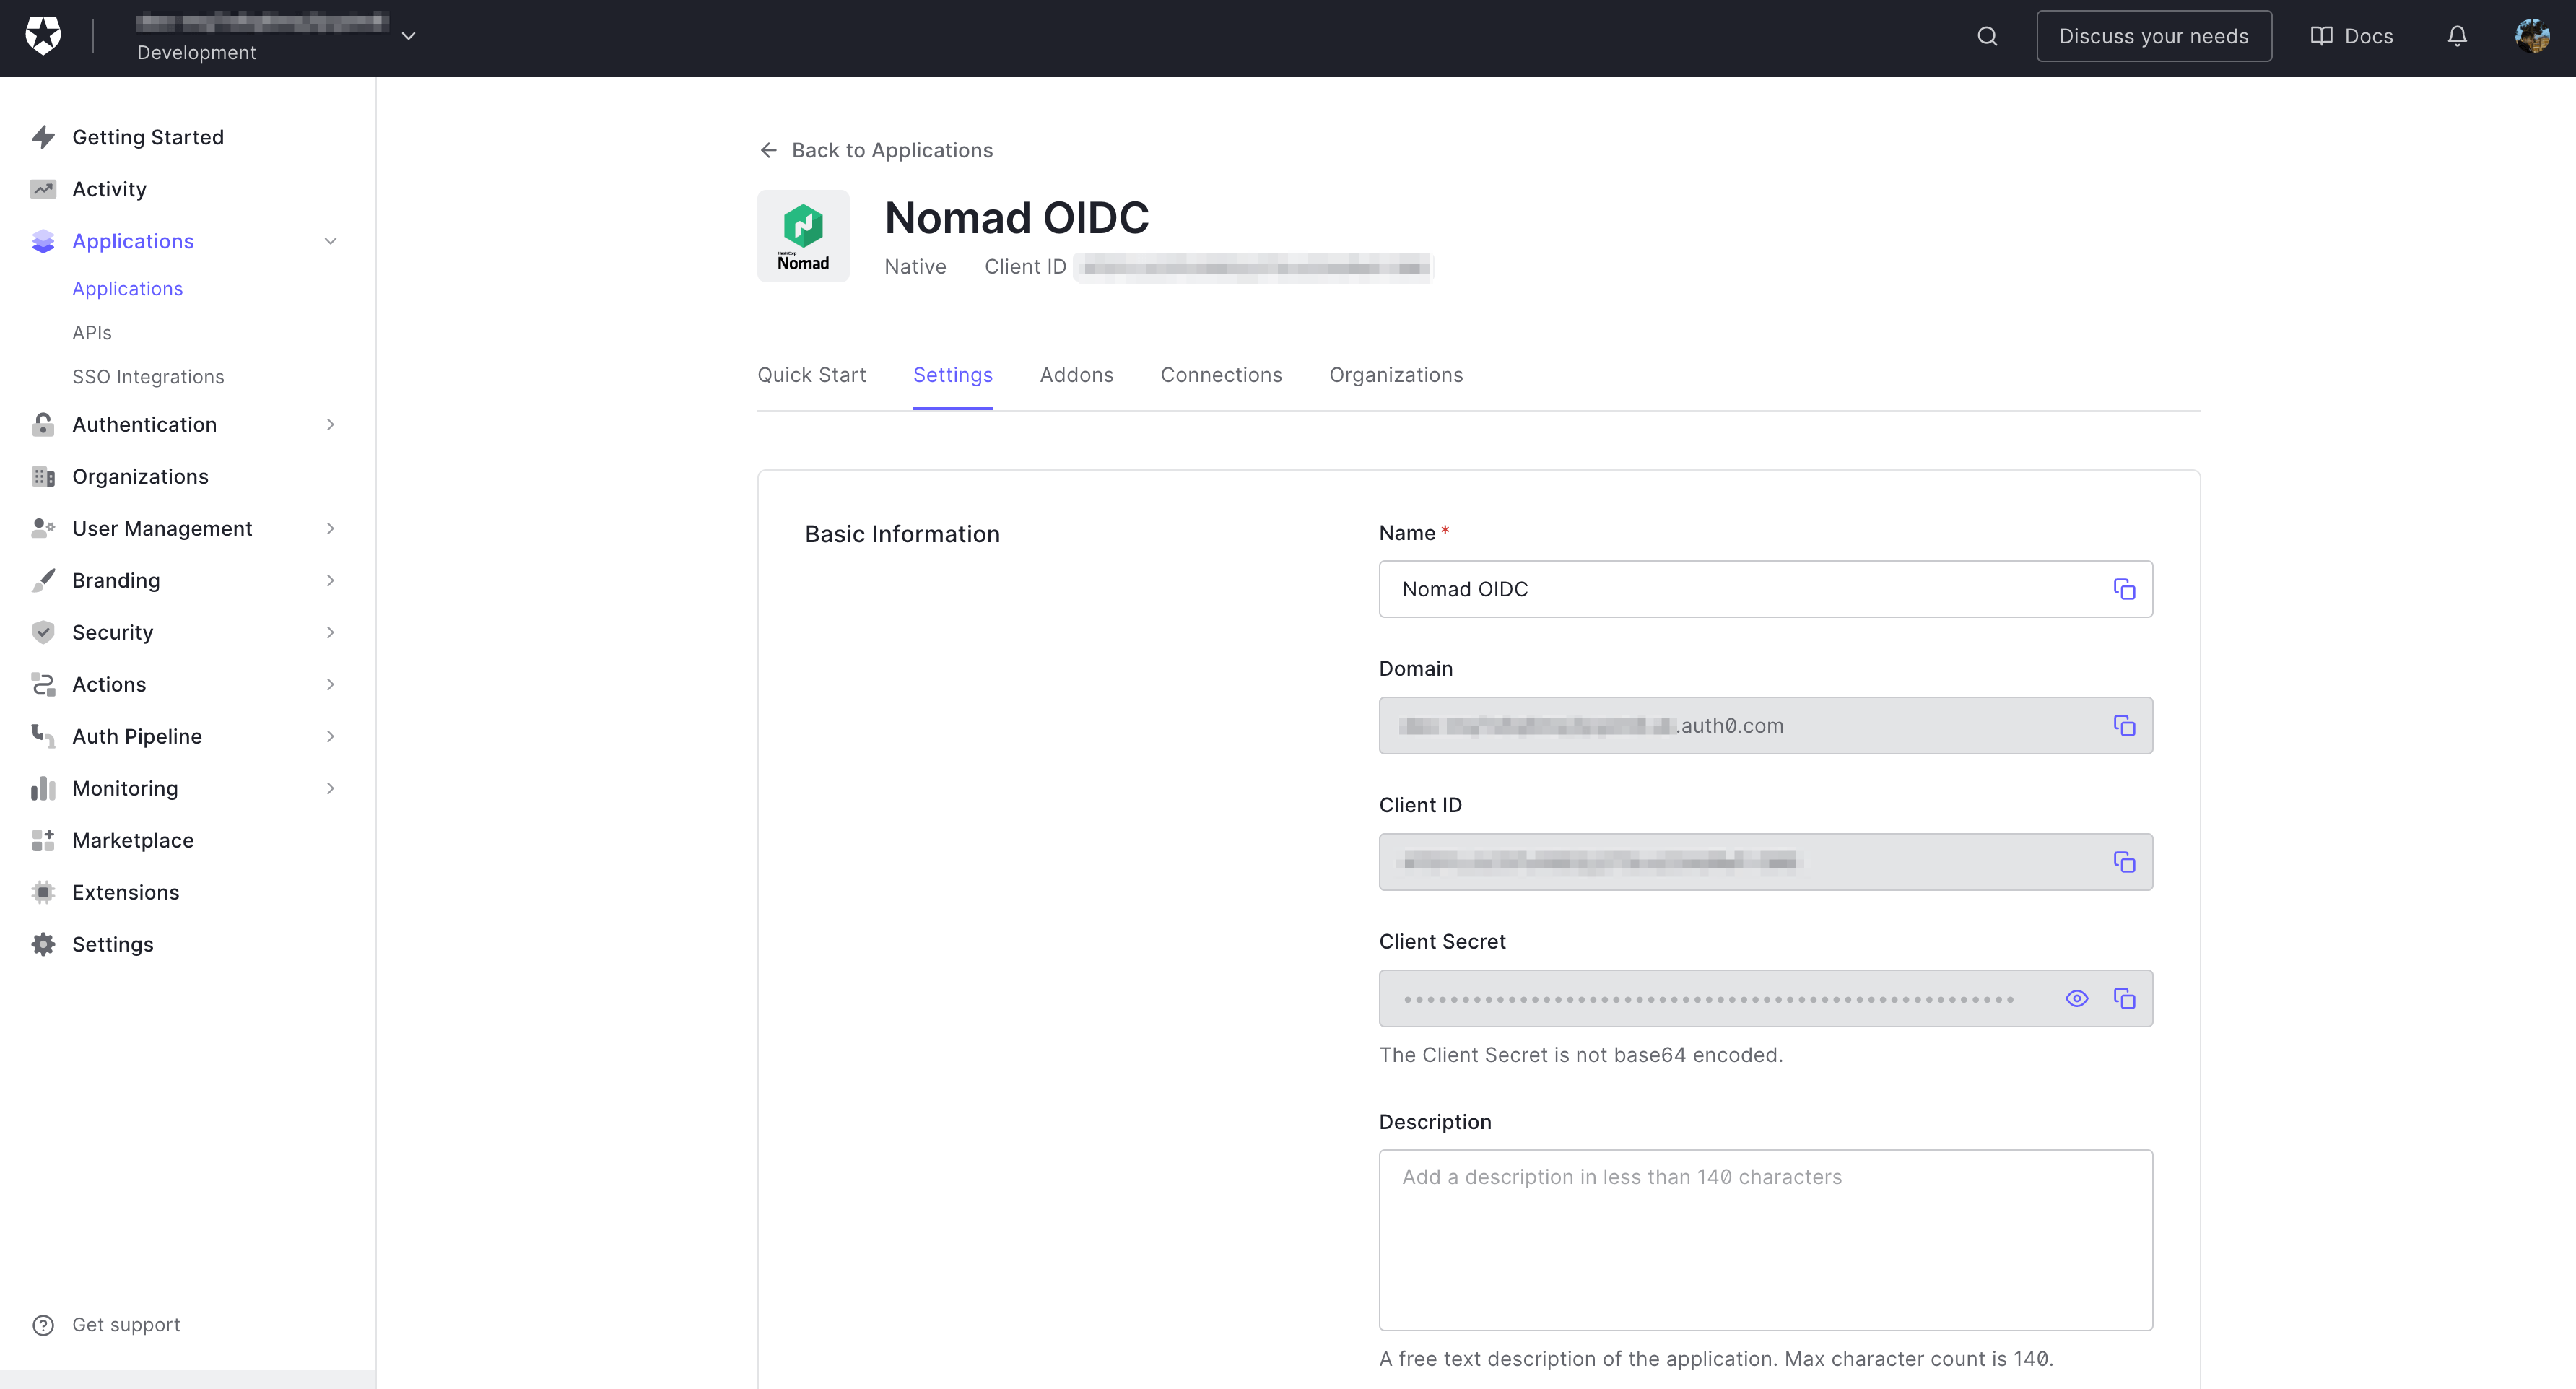 Development
Discuss your needs
Docs
Getting Started
Activity
Applications
Applications
APIs
SSO Integrations
Authentication
Organizations
User Management
Branding
Security
Actions
Auth Pipeline
Monitoring
Marketplace
Extensions
Settings
Get support
Back to Applications
HashiCorp
Nomad
Nomad OIDC
Native Client ID
Quick Start Settings Addons Connections Organizations
Basic Information
Name *
Nomad OIDC
Domain
.auth0.com
Client ID
Client Secret
The Client Secret is not base64 encoded.
Description
Add a description in less than 140 characters
A free text description of the application. Max character count is 140.